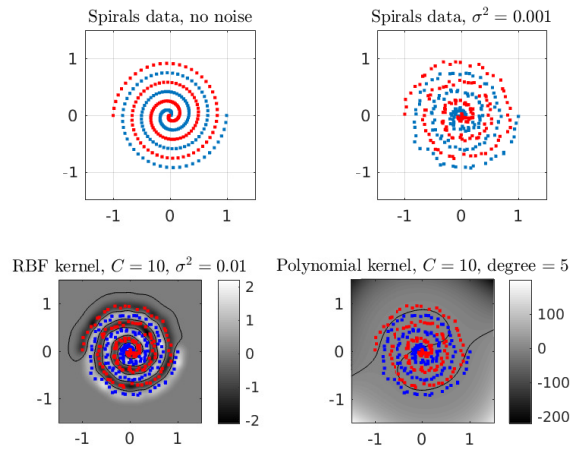 Spirals data, no noise
Spirals data, σ² = 0.001
1
0
-1
-1 0 1
1
0
-1
-1 0 1
RBF kernel, C = 10, σ² = 0.01
Polynomial kernel, C = 10, degree = 5
1
0
-1
-1 0 1
2
1
0
-1
-2
1
0
-1
-1 0 1
100
0
-100
-200